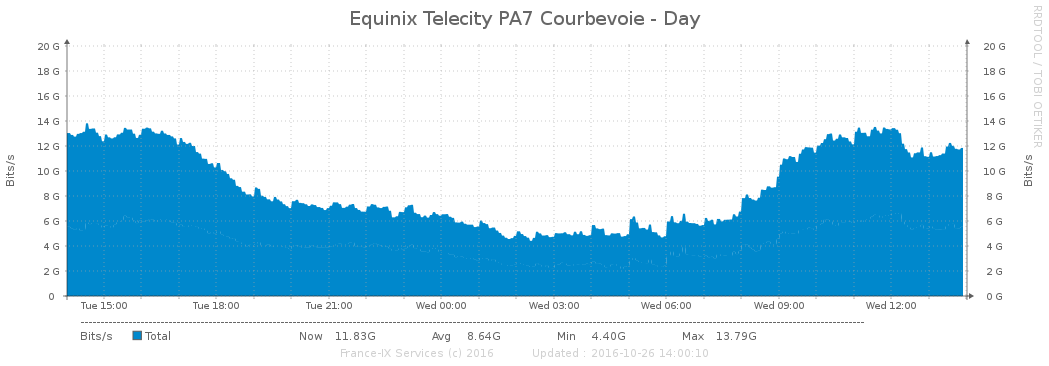 Equinix Telecity PA7 Courbevoie - Day
RRDTOOL / TOBI OETIKER
Bits/s
20 G 20 G
18 G 18 G
16 G 16 G
14 G 14 G
12 G 12 G
10 G 10 G
8 G 8 G
6 G 6 G
4 G 4 G
2 G 2 G
0 0 G
Bits/s
Tue 15:00 Tue 18:00 Tue 21:00 Wed 00:00 Wed 03:00 Wed 06:00 Wed 09:00 Wed 12:00
Bits/s Total Now 11.83G Avg 8.64G Min 4.40G Max 13.79G
France-IX Services (c) 2016 Updated : 2016-10-26 14:00:10